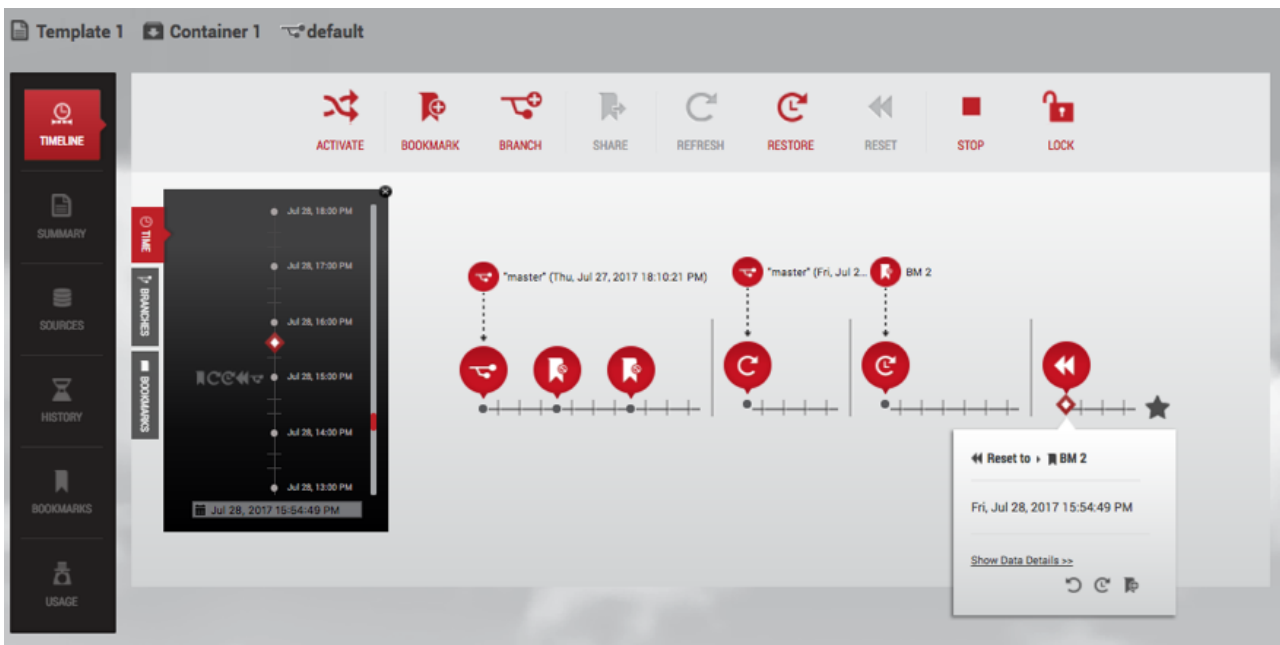 Template 1 Container 1 default
TIMELINE
SUMMARY
SOURCES
HISTORY
BOOKMARKS
USAGE
ACTIVATE BOOKMARK BRANCH SHARE REFRESH RESTORE RESET STOP LOCK
TIME
BRANCHES
BOOKMARKS
Jul 28, 18:00 PM
Jul 28, 17:00 PM
Jul 28, 16:00 PM
Jul 28, 15:00 PM
Jul 28, 14:00 PM
Jul 28, 13:00 PM
Jul 28, 2017 15:54:49 PM
"master" (Thu, Jul 27, 2017 18:10:21 PM) "master" (Fri, Jul 2... BM 2
Reset to BM 2
Fri, Jul 28, 2017 15:54:49 PM
Show Data Details >>